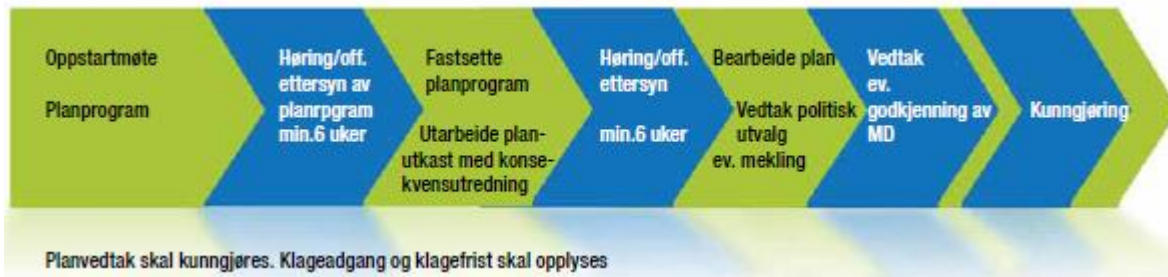 Oppstartmøte
Planprogram
Høring/off.
ettersyn av
planrpgram
min.6 uker
Fastsette
planprogram
Utarbeide plan-
utkast med konse-
kvensutredning
Høring/off.
ettersyn
min.6 uker
Bearbeide plan
Vedtak politisk
utvalg
ev. mekling
Vedtak
ev.
godkjenning av
MD
Kunngjøring
Planvedtak skal kunngjøres. Klageadgang og klagefrist skal opplyses